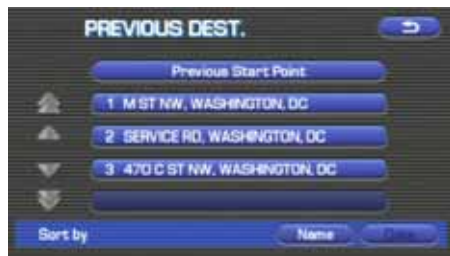 PREVIOUS DEST.
Previous Start Point
1 M ST NW, WASHINGTON, DC
2 SERVICE RD, WASHINGTON, DC
3 470 C ST NW, WASHINGTON, DC
Sort by Name